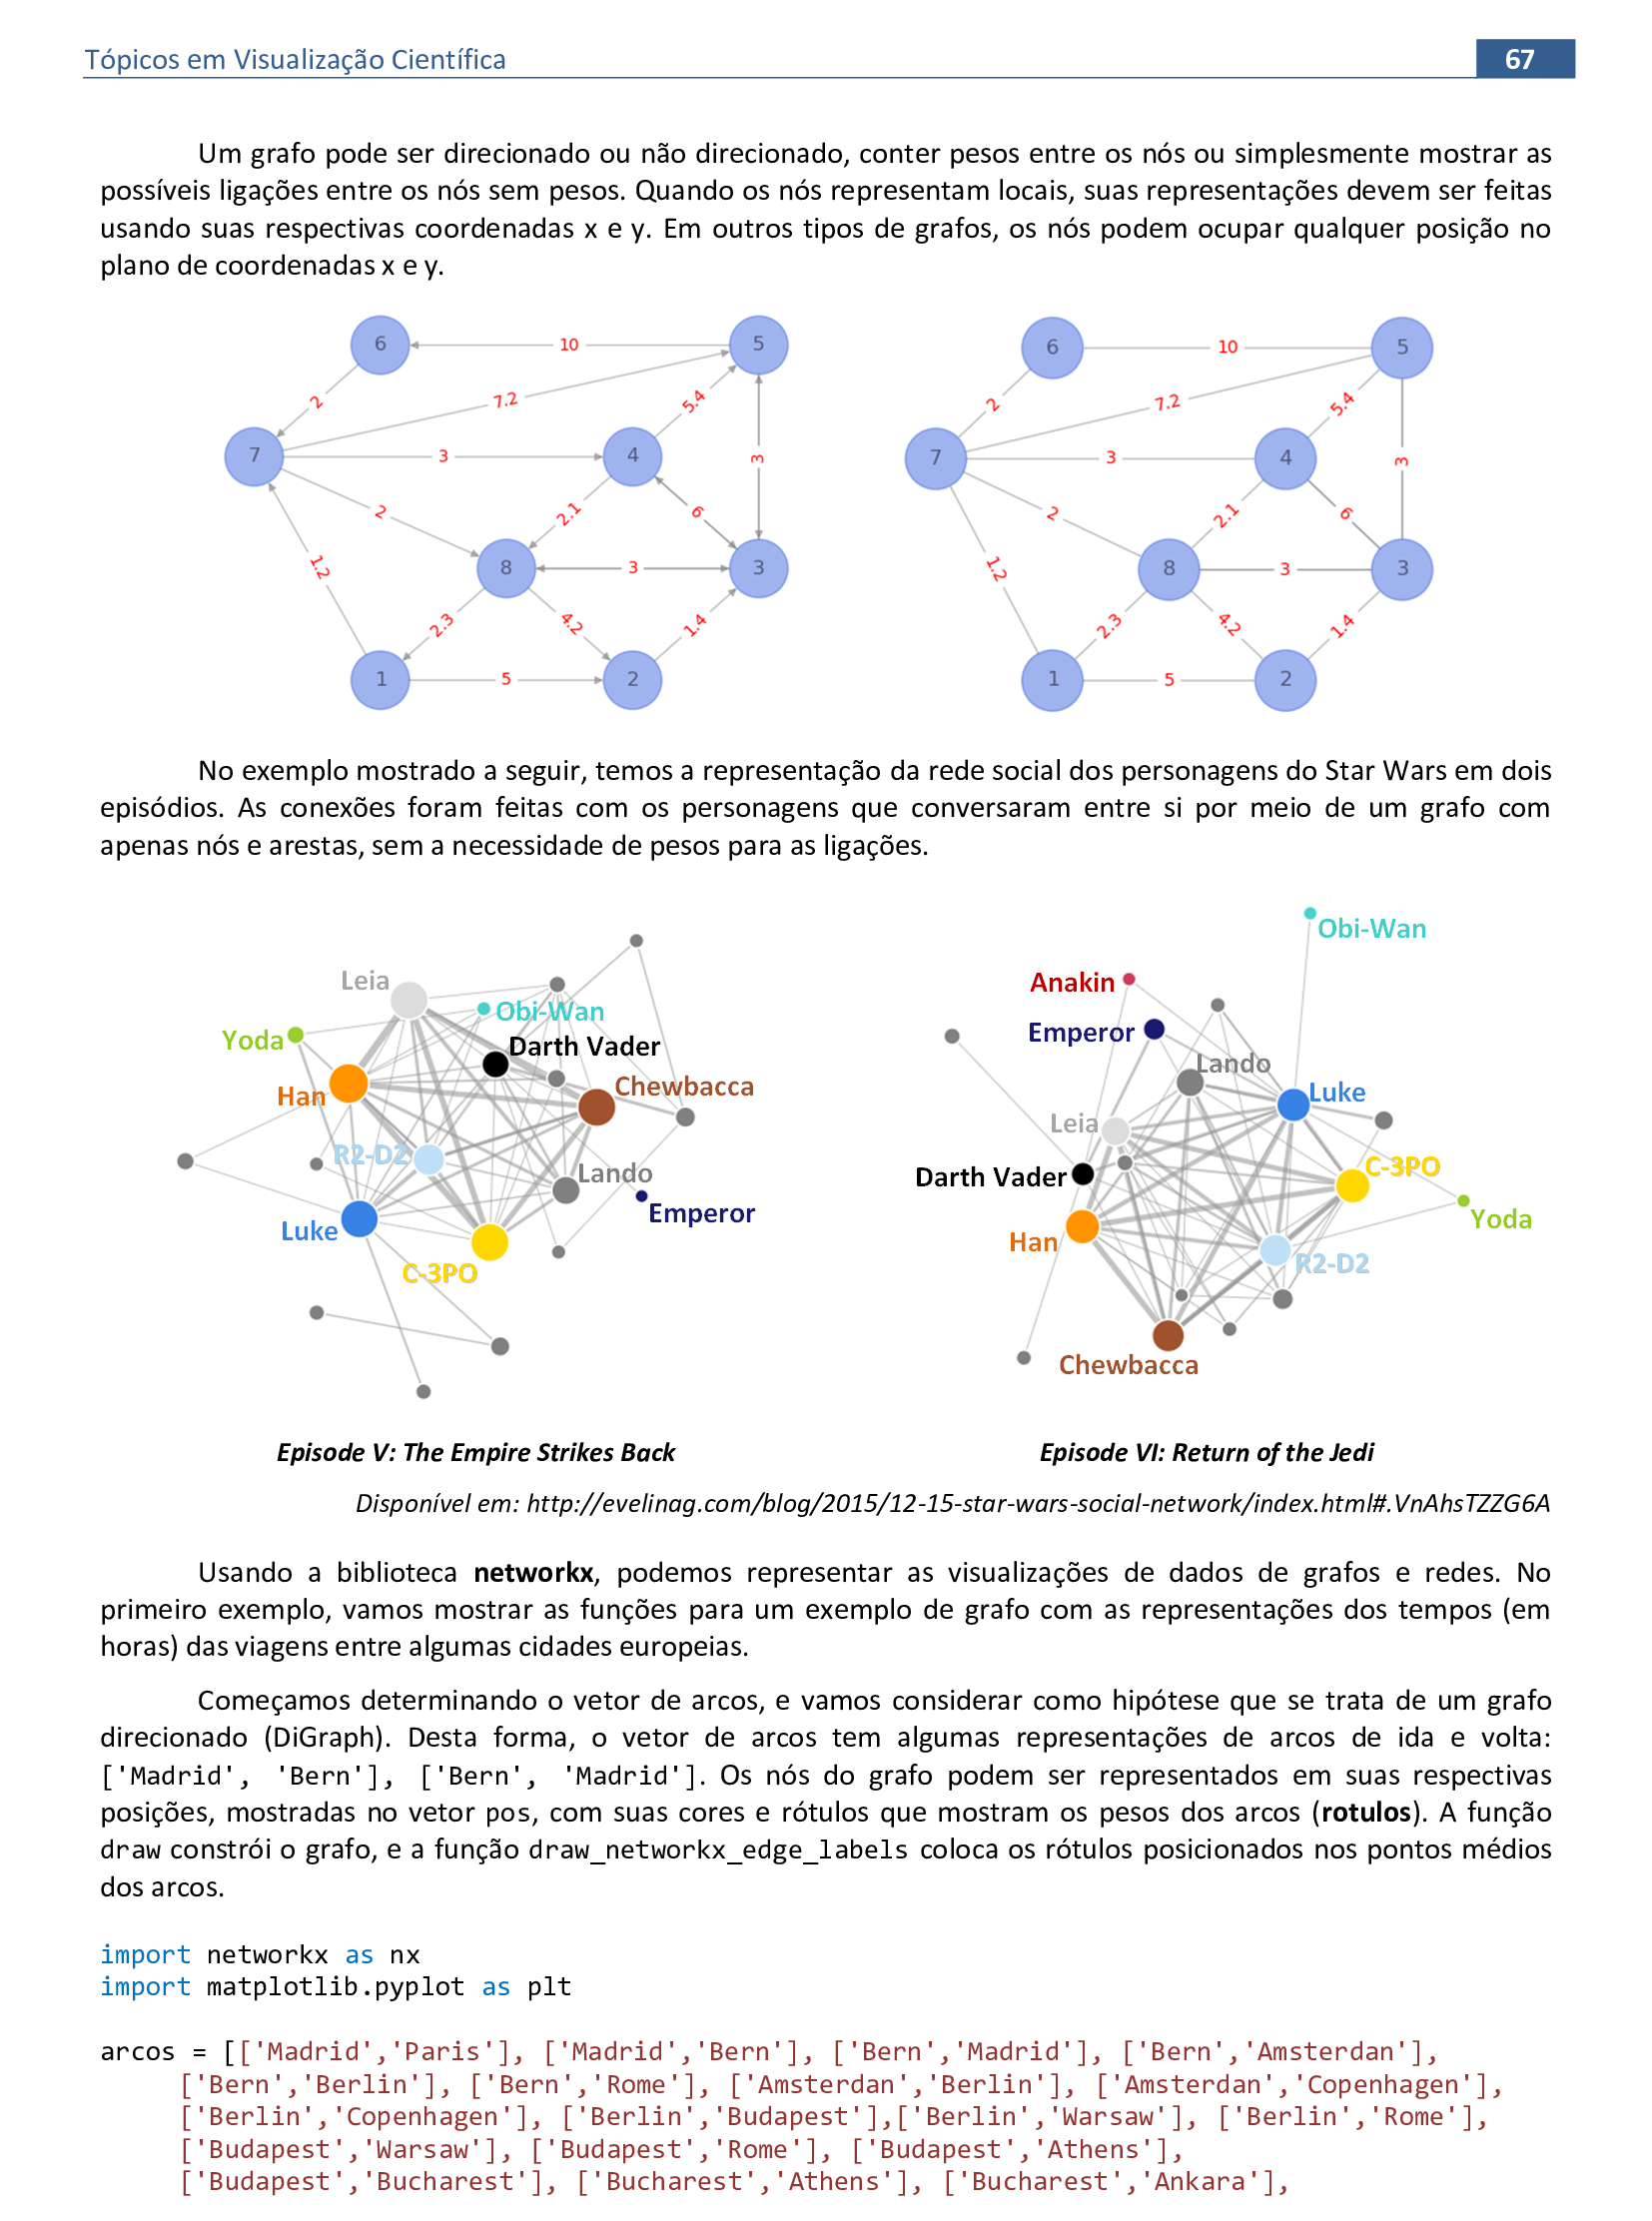 Tópicos em Visualização Científica 67
Um grafo pode ser direcionado ou não direcionado, conter pesos entre os nós ou simplesmente mostrar as
possíveis ligações entre os nós sem pesos. Quando os nós representam locais, suas representações devem ser feitas
usando suas respectivas coordenadas x e y. Em outros tipos de grafos, os nós podem ocupar qualquer posição no
plano de coordenadas x e y.
6 10 5
2 7.2 5.4
7 3 4 3
2 2.1 6
1.2 8 3 3
2.3 4.2 1.4
1 5 2
6 10 5
2 7.2 5.4
7 3 4 3
2 2.1 6
1.2 8 3 3
2.3 4.2 1.4
1 5 2
No exemplo mostrado a seguir, temos a representação da rede social dos personagens do Star Wars em dois
episódios. As conexões foram feitas com os personagens que conversaram entre si por meio de um grafo com
apenas nós e arestas, sem a necessidade de pesos para as ligações.
Leia
Obi-Wan
Yoda
Darth Vader
Han
Chewbacca
R2-D2
Lando
Luke
Emperor
C-3PO
Obi-Wan
Anakin
Emperor
Lando
Luke
Leia
C-3PO
Darth Vader
Yoda
Han
R2-D2
Chewbacca
Episode V: The Empire Strikes Back
Episode VI: Return of the Jedi
Disponível em: http://evelinag.com/blog/2015/12-15-star-wars-social-network/index.html#.VnAhsTZZG6A
Usando a biblioteca networkx, podemos representar as visualizações de dados de grafos e redes. No
primeiro exemplo, vamos mostrar as funções para um exemplo de grafo com as representações dos tempos (em
horas) das viagens entre algumas cidades europeias.
Começamos determinando o vetor de arcos, e vamos considerar como hipótese que se trata de um grafo
direcionado (DiGraph). Desta forma, o vetor de arcos tem algumas representações de arcos de ida e volta:
['Madrid', 'Bern'], ['Bern', 'Madrid']. Os nós do grafo podem ser representados em suas respectivas
posições, mostradas no vetor pos, com suas cores e rótulos que mostram os pesos dos arcos (rotulos). A função
draw constrói o grafo, e a função draw_networkx_edge_labels coloca os rótulos posicionados nos pontos médios
dos arcos.
import networkx as nx
import matplotlib.pyplot as plt
arcos = [['Madrid','Paris'], ['Madrid','Bern'], ['Bern','Madrid'], ['Bern','Amsterdan'],
['Bern','Berlin'], ['Bern','Rome'], ['Amsterdan','Berlin'], ['Amsterdan','Copenhagen'],
['Berlin','Copenhagen'], ['Berlin','Budapest'],['Berlin','Warsaw'], ['Berlin','Rome'],
['Budapest','Warsaw'], ['Budapest','Rome'], ['Budapest','Athens'],
['Budapest','Bucharest'], ['Bucharest','Athens'], ['Bucharest','Ankara'],